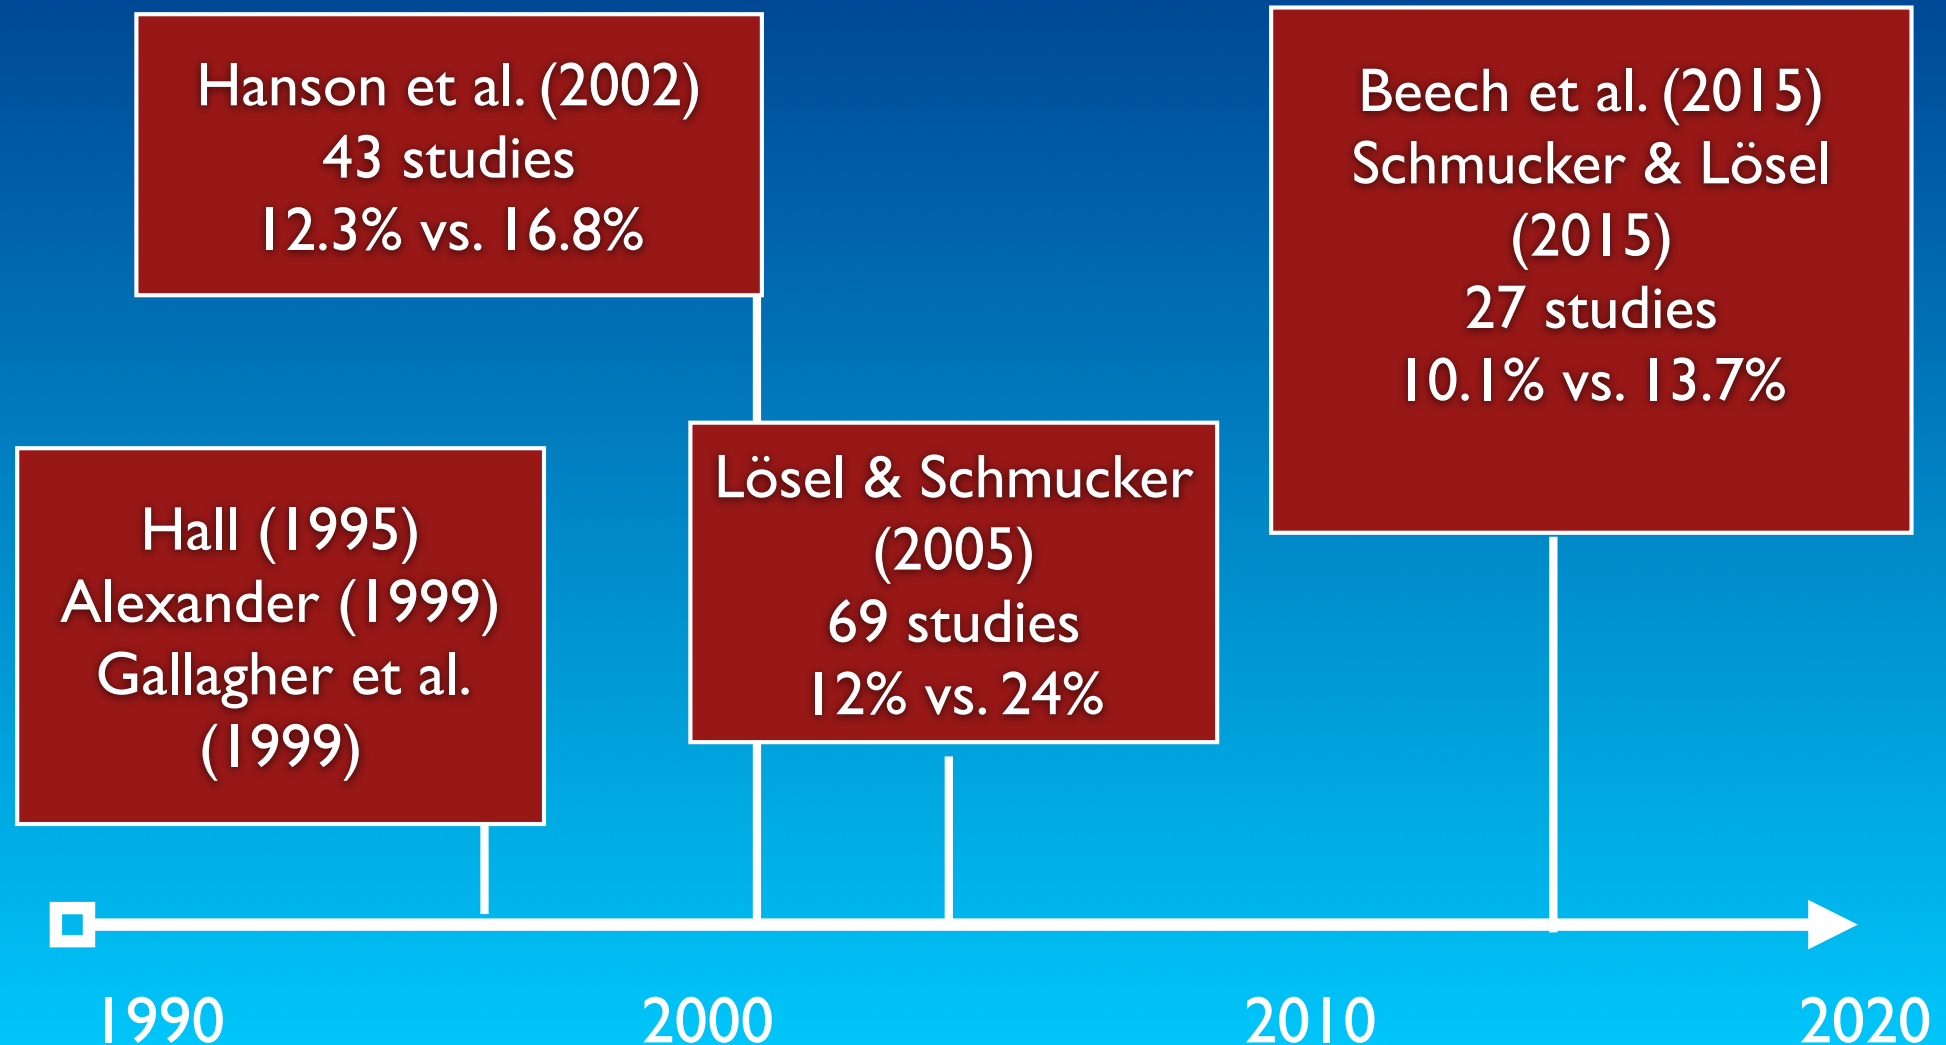 Hanson et al. (2002)
43 studies
12.3% vs. 16.8%
Beech et al. (2015)
Schmucker & Lösel
(2015)
27 studies
10.1% vs. 13.7%
Hall (1995)
Alexander (1999)
Gallagher et al.
(1999)
Lösel & Schmucker
(2005)
69 studies
12% vs. 24%
1990
2000
2010
2020